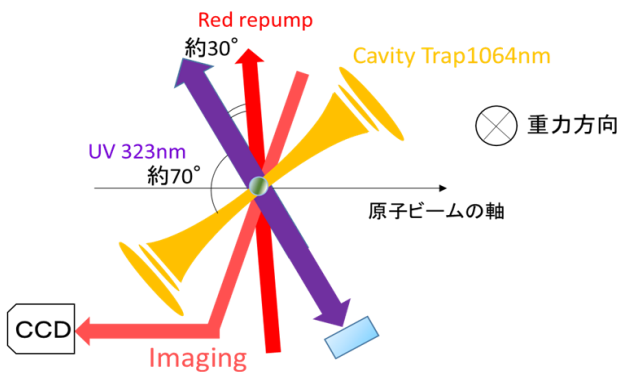 Red repump
約30°
Cavity Trap1064nm
重力方向
UV 323nm
約70°
原子ビームの軸
CCD
Imaging